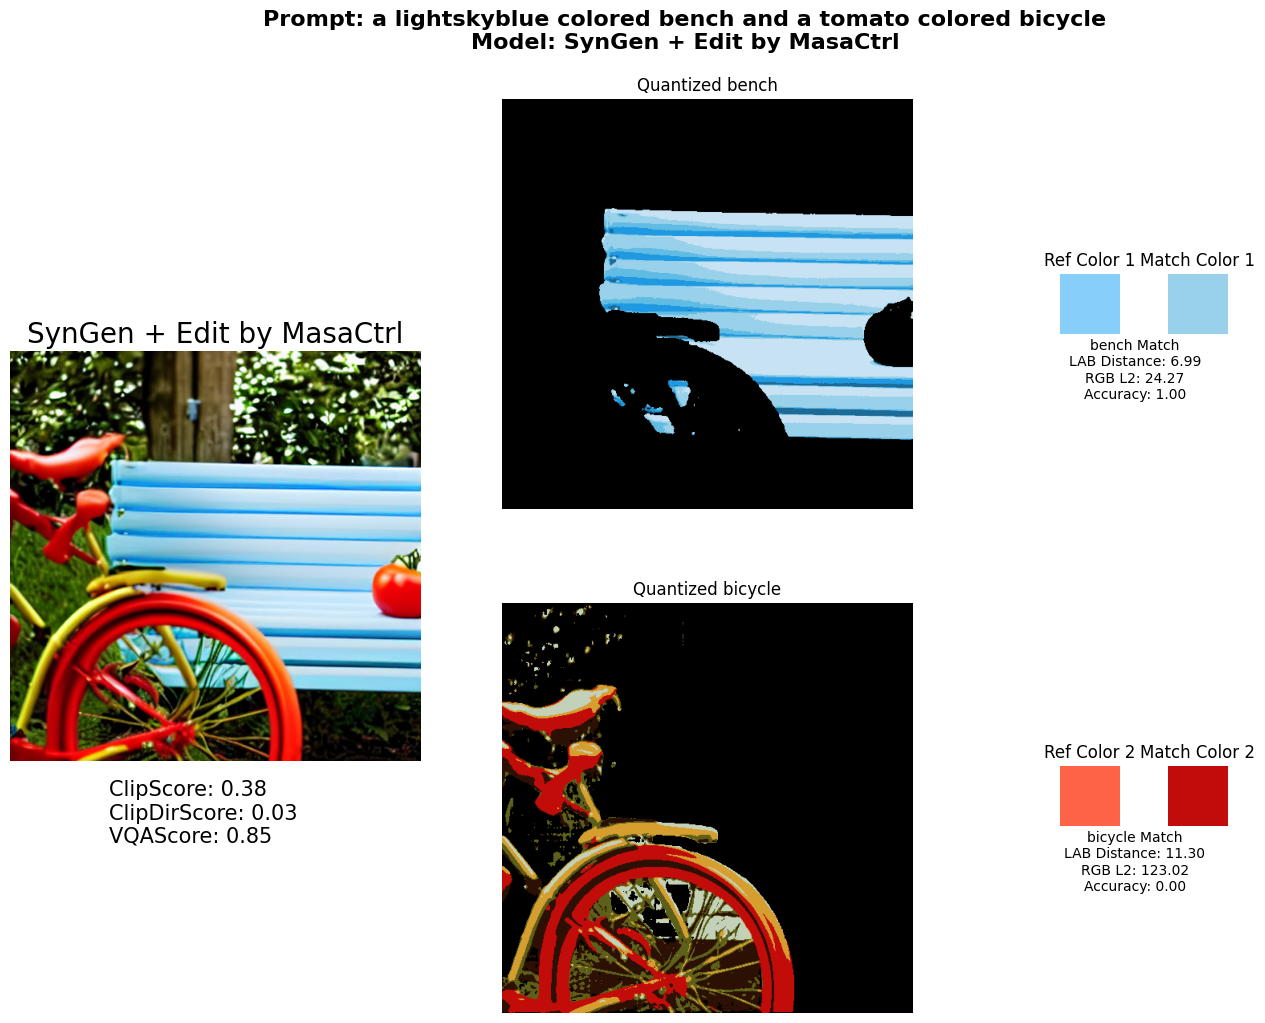 Prompt: a lightskyblue colored bench and a tomato colored bicycle
Model: SynGen + Edit by MasaCtrl
Quantized bench
Ref Color 1 Match Color 1
bench Match
LAB Distance: 6.99
RGB L2: 24.27
Accuracy: 1.00
SynGen + Edit by MasaCtrl
ClipScore: 0.38
ClipDirScore: 0.03
VQAScore: 0.85
Quantized bicycle
Ref Color 2 Match Color 2
bicycle Match
LAB Distance: 11.30
RGB L2: 123.02
Accuracy: 0.00